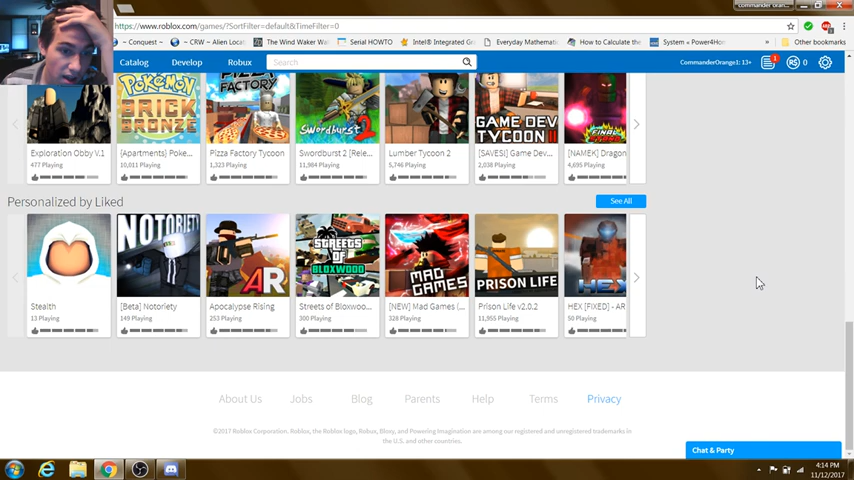 commander oran...
https://www.roblox.com/games/?SortFilter=default&TimeFilter=0
~ Conquest ~
~ CRW ~ Alien Locat
The Wind Waker Wa
Serial HOWTO
Intel® Integrated Gra
Everyday Mathematic
How to Calculate the
System « Power4Hom
»
Other bookmarks
Catalog
Develop
Robux
Search
CommanderOrange1: 13+
1
0
POKÉMON
BRICK
BRONZE
PIZZA
FACTORY
SWORDBURST 2
GAME DEV
TYCOON II
FINAL
Exploration Obby V.1
{Apartments} Poke...
Pizza Factory Tycoon
Swordburst 2 [Rele...
Lumber Tycoon 2
[SAVES!] Game Dev...
[NAMEK] Dragon
477 Playing
10,011 Playing
1,323 Playing
11,984 Playing
5,746 Playing
2,038 Playing
4,695 Playing
Personalized by Liked
See All
NOTORIETY
AR
STREETS
OF
BLOXWOOD
MAD
GAMES
PRISON LIFE
HEX
Stealth
[Beta] Notoriety
Apocalypse Rising
Streets of Bloxwoo...
[NEW] Mad Games (...
Prison Life v2.0.2
HEX [FIXED] - AR
13 Playing
149 Playing
253 Playing
300 Playing
328 Playing
11,955 Playing
50 Playing
About Us
Jobs
Blog
Parents
Help
Terms
Privacy
©2017 Roblox Corporation. Roblox, the Roblox logo, Robux, Bloxy, and Powering Imagination are among our registered and unregistered trademarks in
the U.S. and other countries.
Chat & Party
4:14 PM
11/12/2017